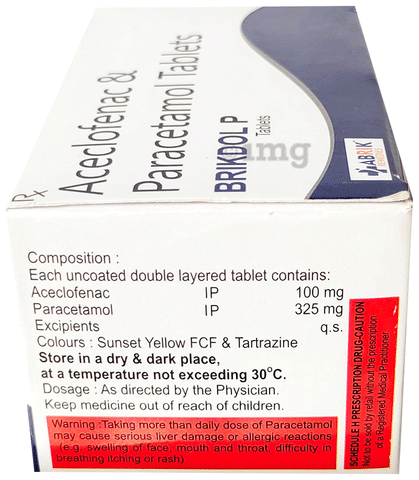 Rx
Aceclofenac &
Paracetamol Tablets
BRIKDOL P
Tablets
1mg
ABRIK
Composition :
Each uncoated double layered tablet contains:
Aceclofenac IP 100 mg
Paracetamol IP 325 mg
Excipients q.s.
Colours : Sunset Yellow FCF & Tartrazine
Store in a dry & dark place,
at a temperature not exceeding 30°C.
Dosage : As directed by the Physician.
Keep medicine out of reach of children.
Warning :Taking more than daily dose of Paracetamol
may cause serious liver damage or allergic reactions
(e.g. swelling of face, mouth and throat, difficulty in
breathing itching or rash)
SCHEDULE H PRESCRIPTION DRUG-CAUTION
Not to be sold by retail without the prescription
of a Registered Medical Practitioner.